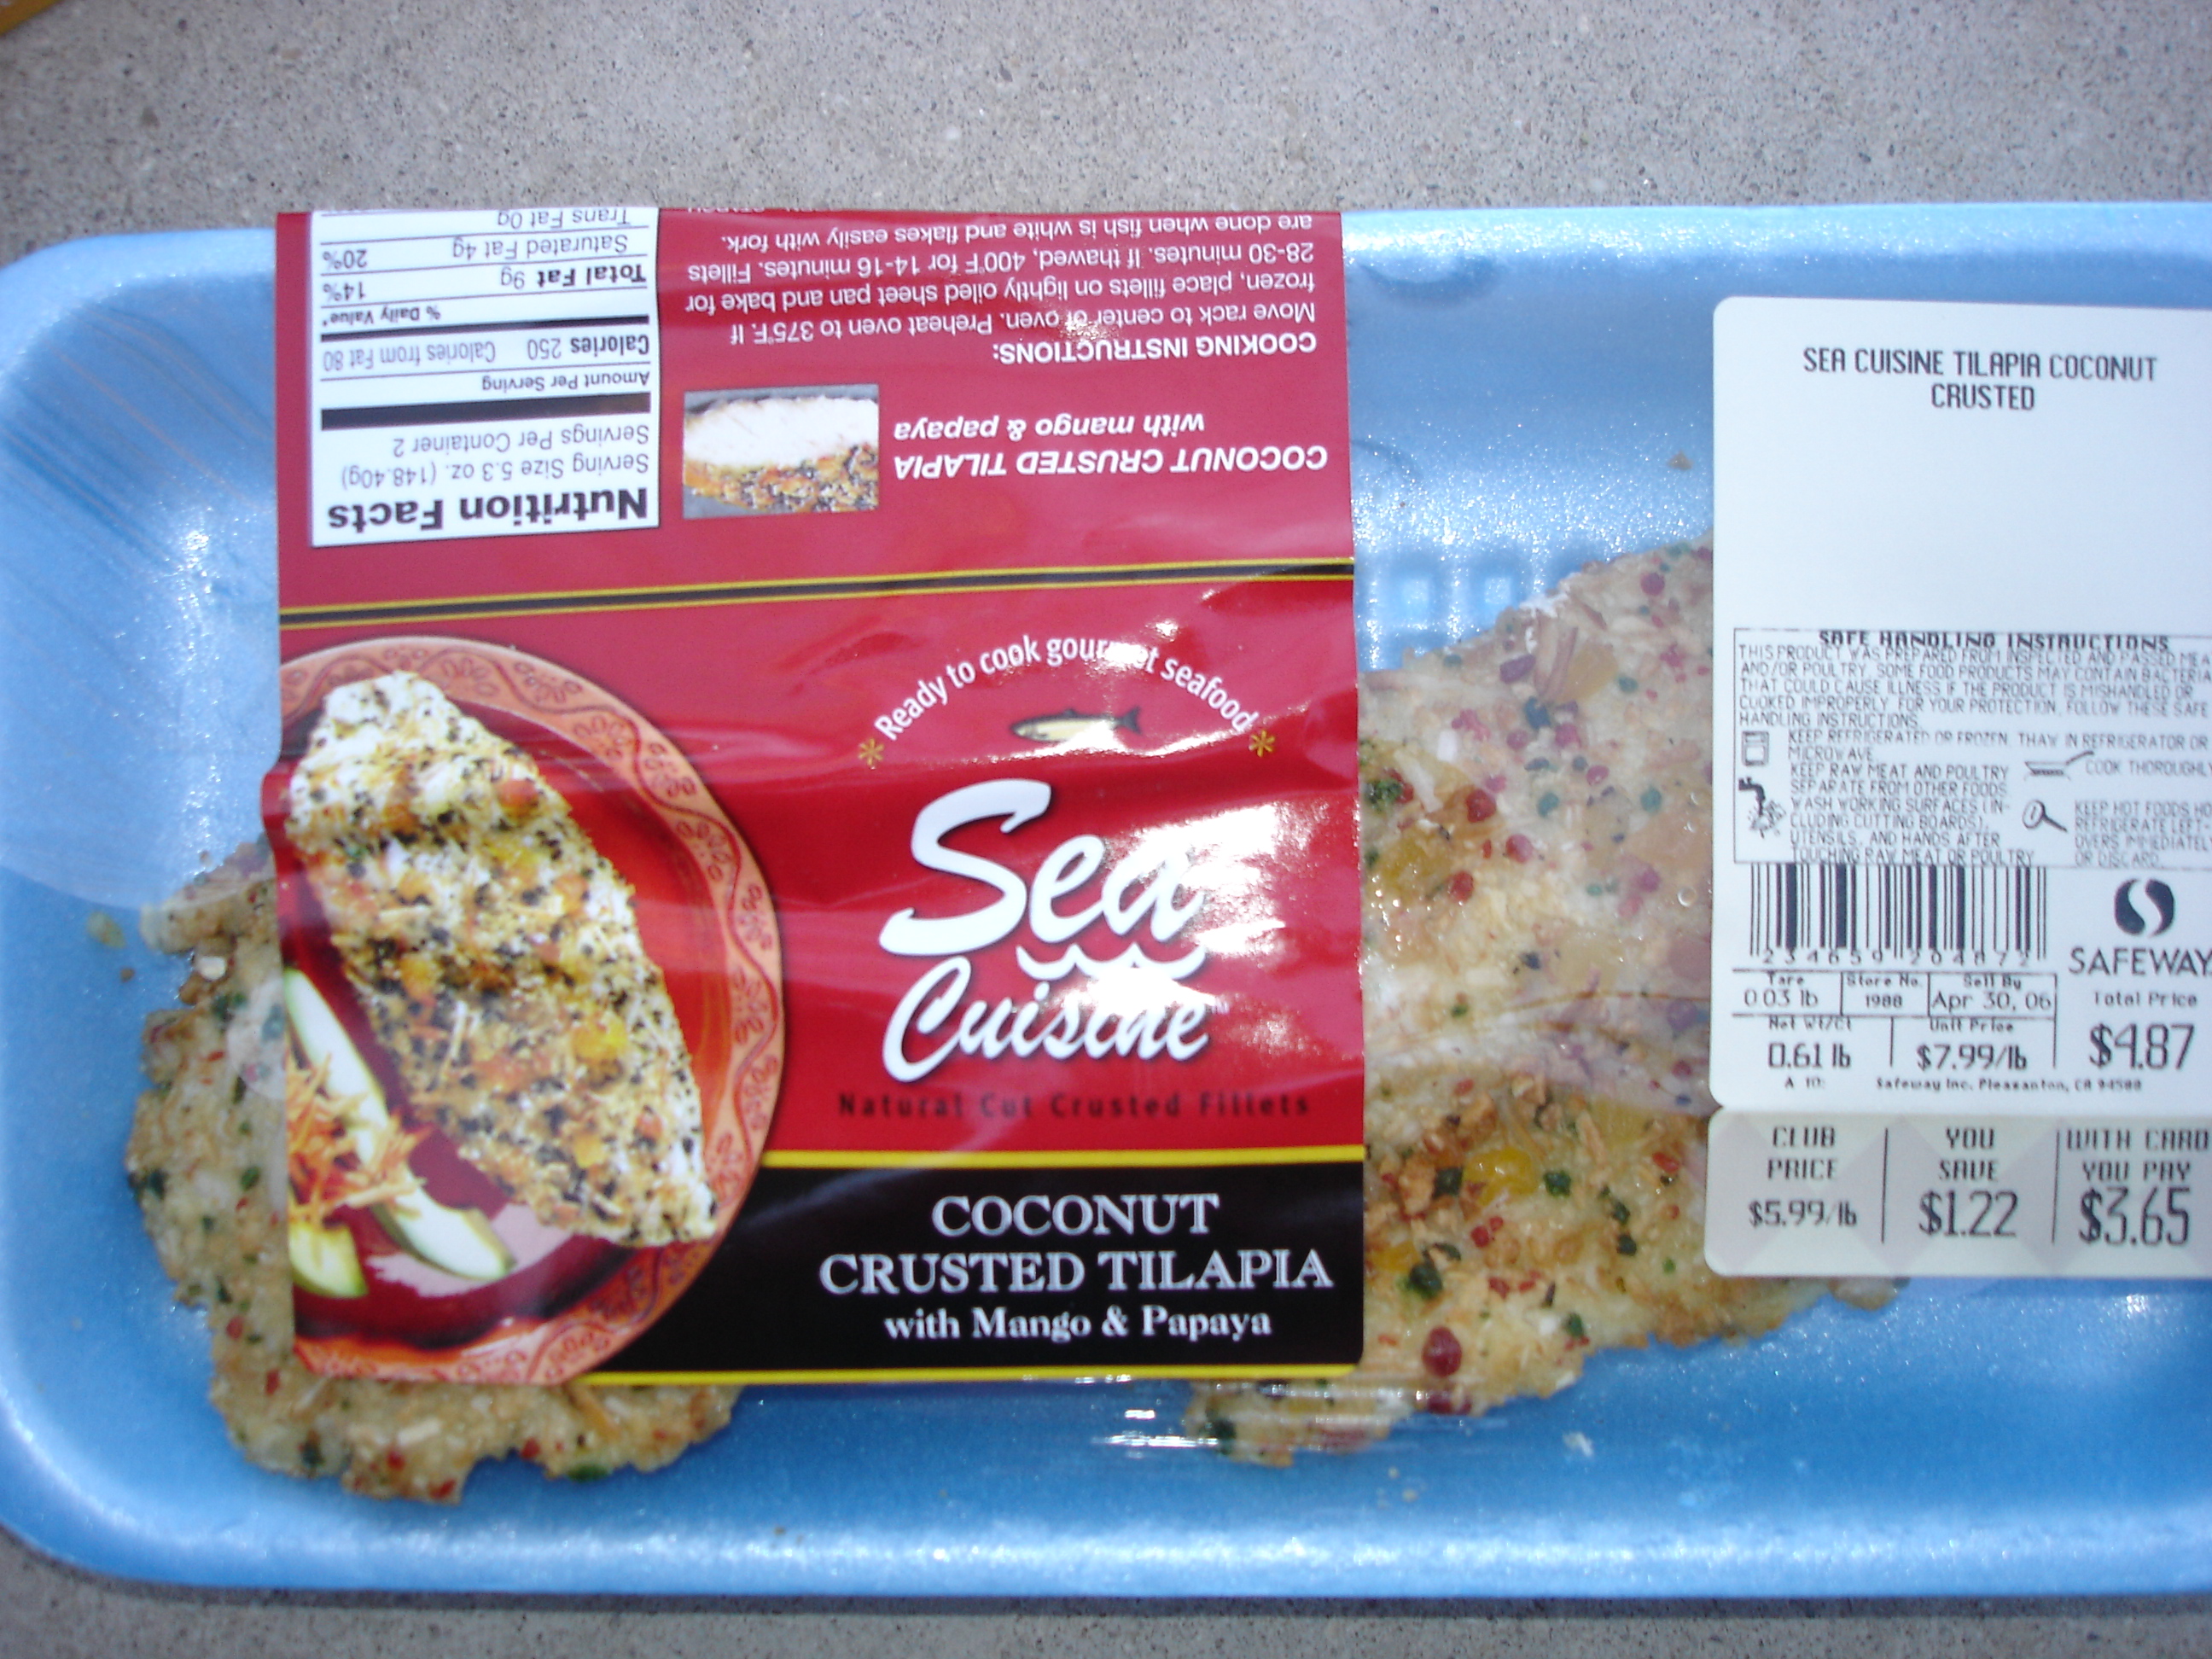 Trans Fat 0g
Saturated Fat 4g 20%
Total Fat 9g 14%
% Daily Value*
Calories 250 Calories from Fat 80
Amount Per Serving
Servings Per Container 2
Serving Size 5.3 oz. (148.40g)
Nutrition Facts
COCONUT CRUSTED TILAPIA
with mango & papaya
COOKING INSTRUCTIONS:
Move rack to center of oven. Preheat oven to 375°F. If
frozen, place fillets on lightly oiled sheet pan and bake for
28-30 minutes. If thawed, 400°F for 14-16 minutes. Fillets
are done when fish is white and flakes easily with fork.
Ready to cook gourmet seafood
Sea
Cuisine
Natural Cut Crusted Fillets
COCONUT
CRUSTED TILAPIA
with Mango & Papaya
SEA CUISINE TILAPIA COCONUT
CRUSTED
SAFE HANDLING INSTRUCTIONS
THIS PRODUCT WAS PREPARED FROM INSPECTED AND PASSED MEA
AND/OR POULTRY. SOME FOOD PRODUCTS MAY CONTAIN BACTERIA
THAT COULD CAUSE ILLNESS IF THE PRODUCT IS MISHANDLED OR
COOKED IMPROPERLY. FOR YOUR PROTECTION, FOLLOW THESE SAFE
HANDLING INSTRUCTIONS.
KEEP REFRIGERATED OR FROZEN. THAW IN REFRIGERATOR OR
MICROWAVE.
KEEP RAW MEAT AND POULTRY
SEPARATE FROM OTHER FOODS.
WASH WORKING SURFACES (IN-
CLUDING CUTTING BOARDS),
UTENSILS, AND HANDS AFTER
TOUCHING RAW MEAT OR POULTRY
COOK THOROUGHLY
KEEP HOT FOODS HO
REFRIGERATE LEFT
OVERS IMMEDIATELY
OR DISCARD.
2 34659 20487 2
SAFEWAY
Tare Store No. Sell By
0.03 lb 1988 Apr 30, 06
Total Price
Net Wt/Ct Unit Price
0.61 lb $7.99/lb $4.87
A ID: Safeway Inc. Pleasanton, CA 94588
CLUB YOU WITH CARD
PRICE SAVE YOU PAY
$5.99/lb $1.22 $3.65